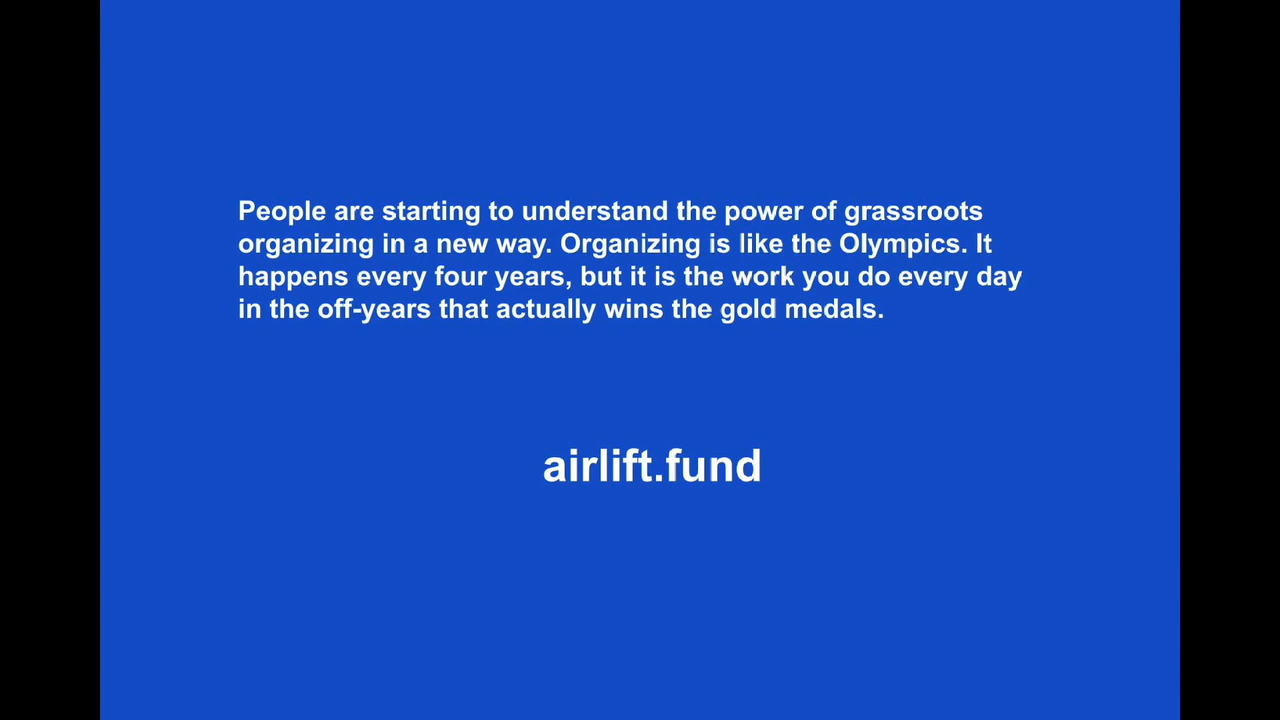 People are starting to understand the power of grassroots
organizing in a new way. Organizing is like the Olympics. It
happens every four years, but it is the work you do every day
in the off-years that actually wins the gold medals.
airlift.fund